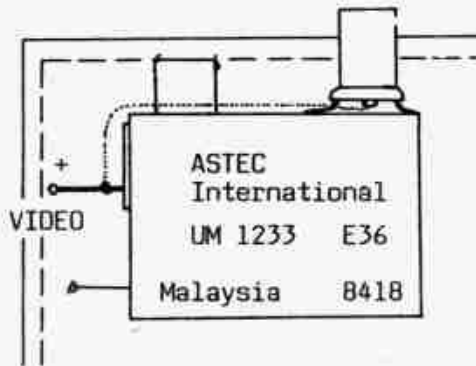 +
VIDEO
ASTEC
International
UM 1233 E36
Malaysia 8418